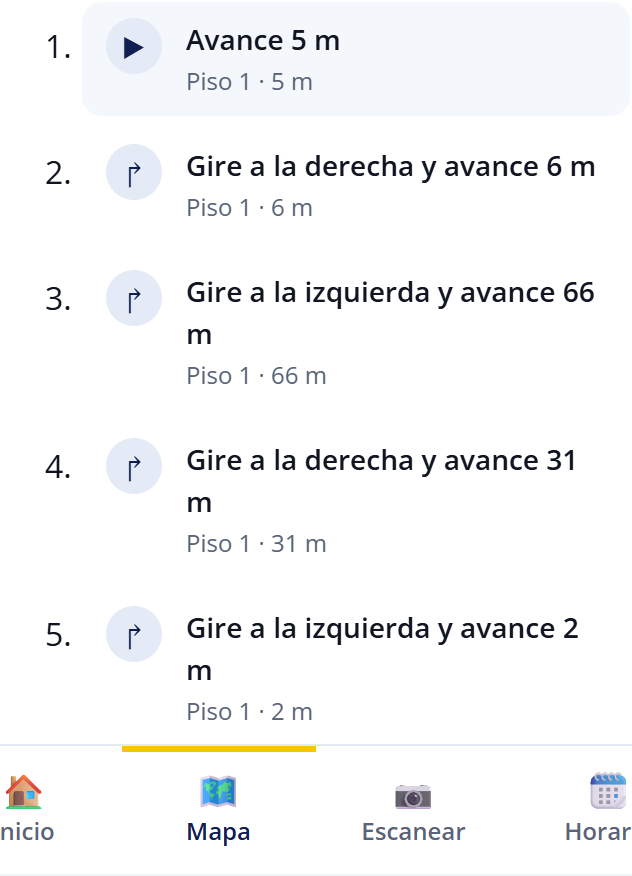 1.
Avance 5 m
Piso 1 · 5 m
2.
Gire a la derecha y avance 6 m
Piso 1 · 6 m
3.
Gire a la izquierda y avance 66
m
Piso 1 · 66 m
4.
Gire a la derecha y avance 31
m
Piso 1 · 31 m
5.
Gire a la izquierda y avance 2
m
Piso 1 · 2 m
nicio
Mapa
Escanear
Horar